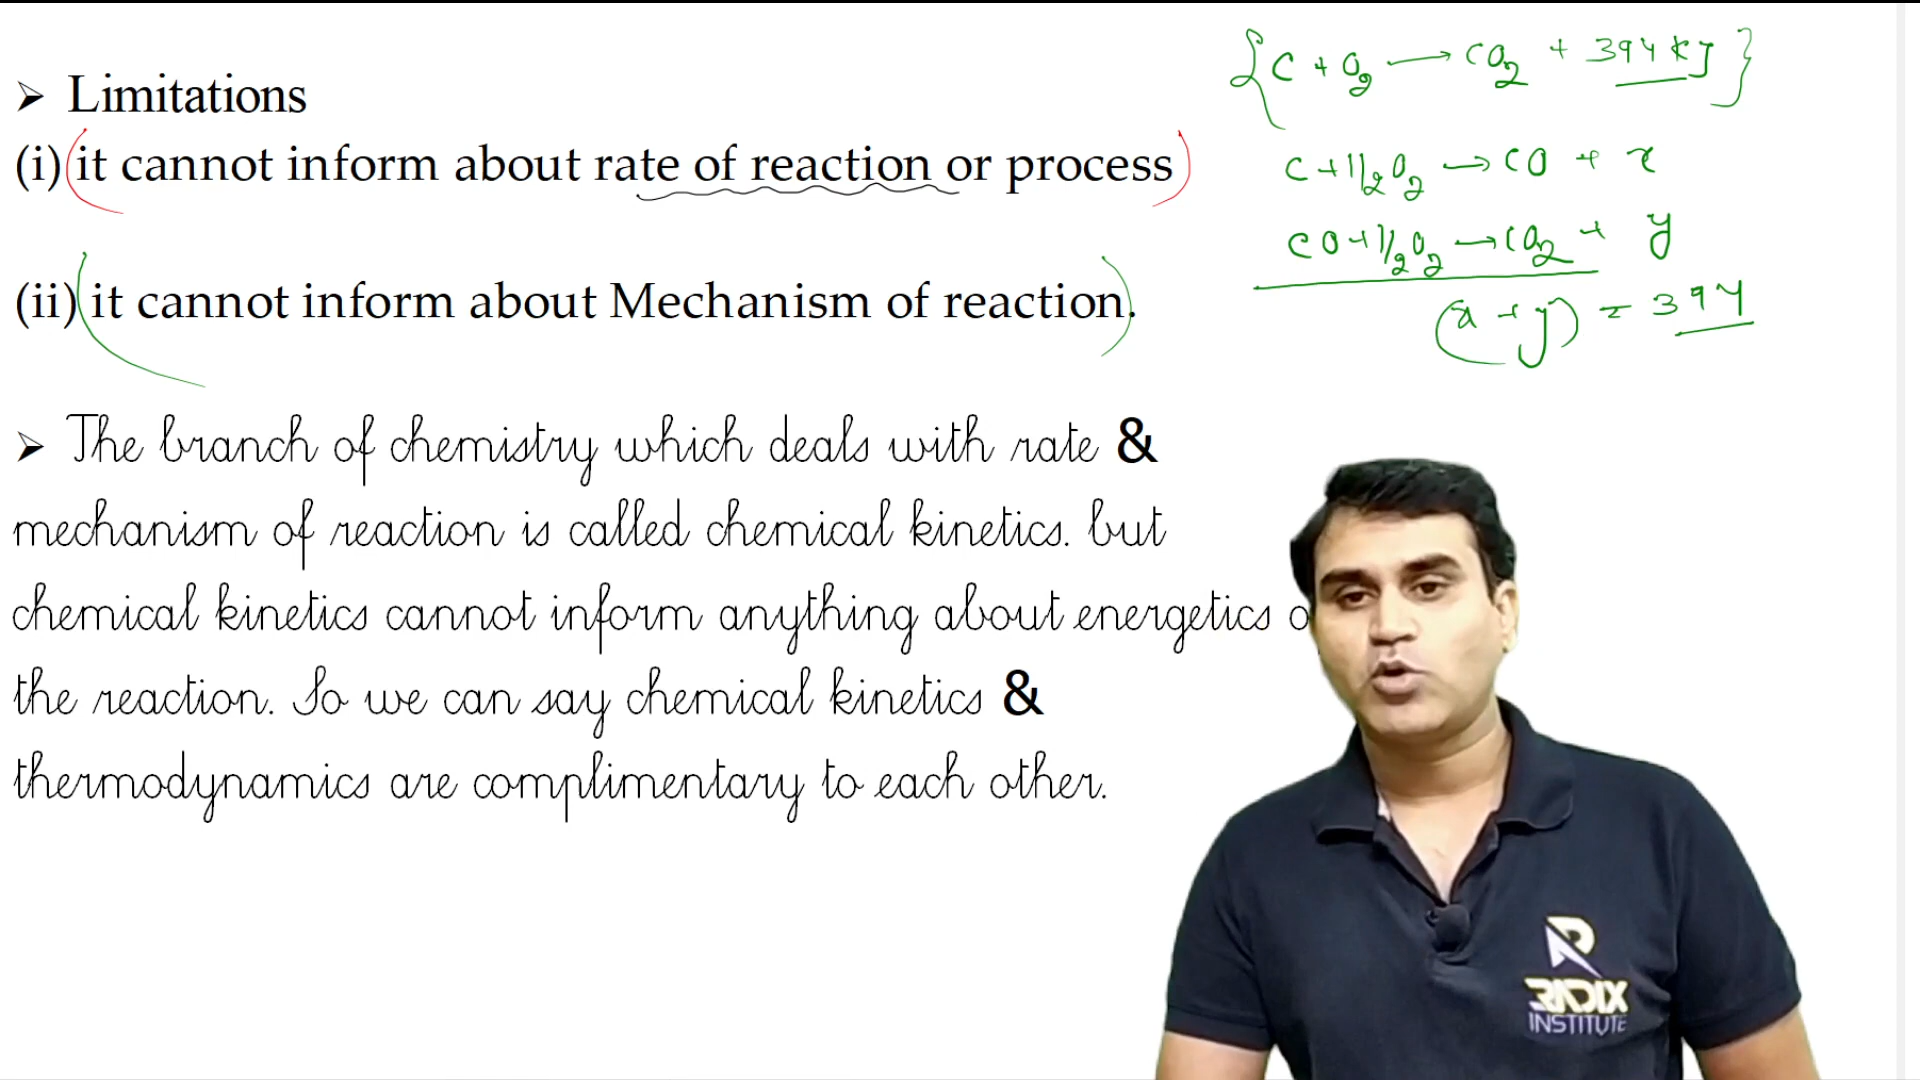 ➤ Limitations
(i) it cannot inform about rate of reaction or process
(ii) it cannot inform about Mechanism of reaction.
➤ The branch of chemistry which deals with rate &
mechanism of reaction is called chemical kinetics. but
chemical kinetics cannot inform anything about energetics o
the reaction. So we can say chemical kinetics &
thermodynamics are complimentary to each other.
{C + O₂ → CO₂ + 394 kJ}
C + 1/2 O₂ → CO + x
CO + 1/2 O₂ → CO₂ + y
(x + y) = 394
RADIX
INSTITUTE